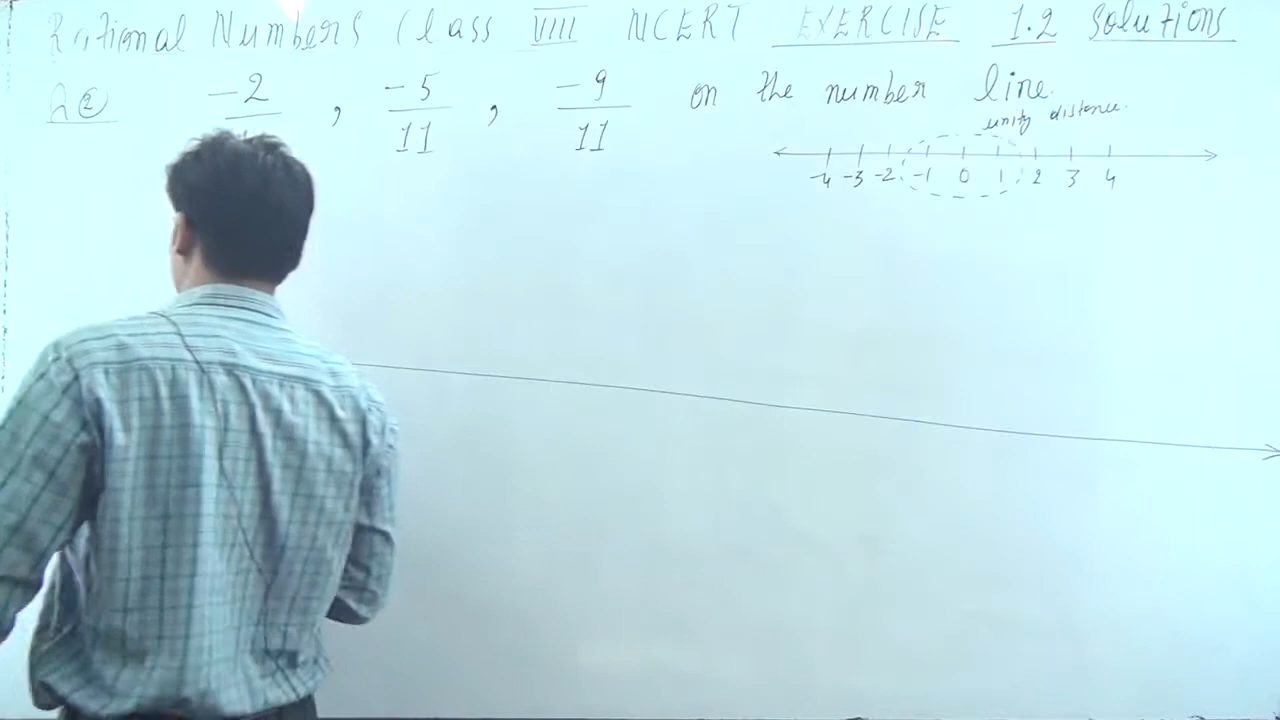 Rational Numbers Class VIII NCERT EXERCISE 1.2 Solutions
Q② -2 , -5/11 , -9/11 on the number line.
unity distance.
-4 -3 -2 -1 0 1 2 3 4